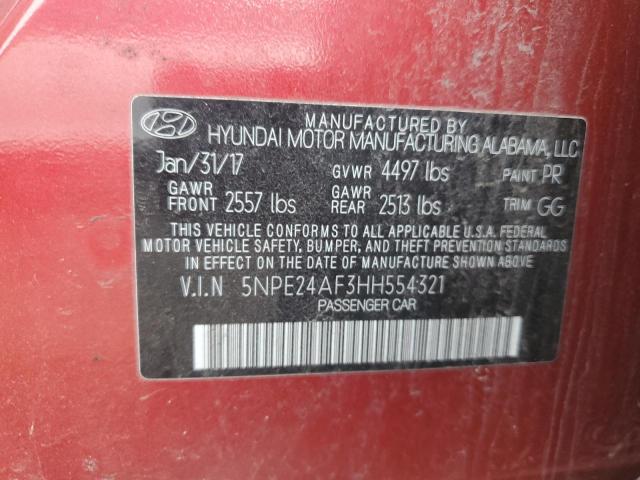 MANUFACTURED BY
HYUNDAI MOTOR MANUFACTURING ALABAMA, LLC
Jan/31/17 GVWR 4497 lbs PAINT PR
GAWR FRONT 2557 lbs GAWR REAR 2513 lbs TRIM GG
THIS VEHICLE CONFORMS TO ALL APPLICABLE U.S.A. FEDERAL
MOTOR VEHICLE SAFETY, BUMPER, AND THEFT PREVENTION STANDARDS
IN EFFECT ON THE DATE OF MANUFACTURE SHOWN ABOVE.
V.I.N 5NPE24AF3HH554321
PASSENGER CAR